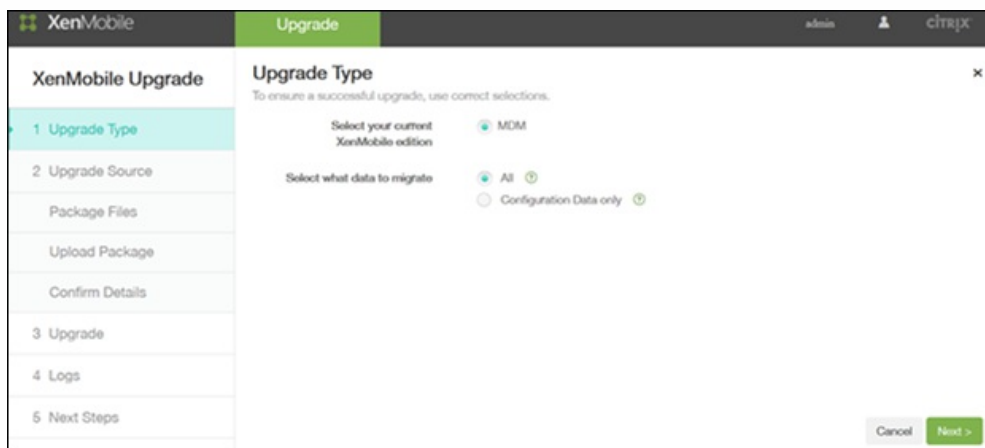 XenMobile
Upgrade
admin
CİTRIX
XenMobile Upgrade
1 Upgrade Type
2 Upgrade Source
Package Files
Upload Package
Confirm Details
3 Upgrade
4 Logs
5 Next Steps
Upgrade Type
To ensure a successful upgrade, use correct selections.
Select your current
XenMobile edition
MDM
Select what data to migrate
All
Configuration Data only
Cancel
Next >